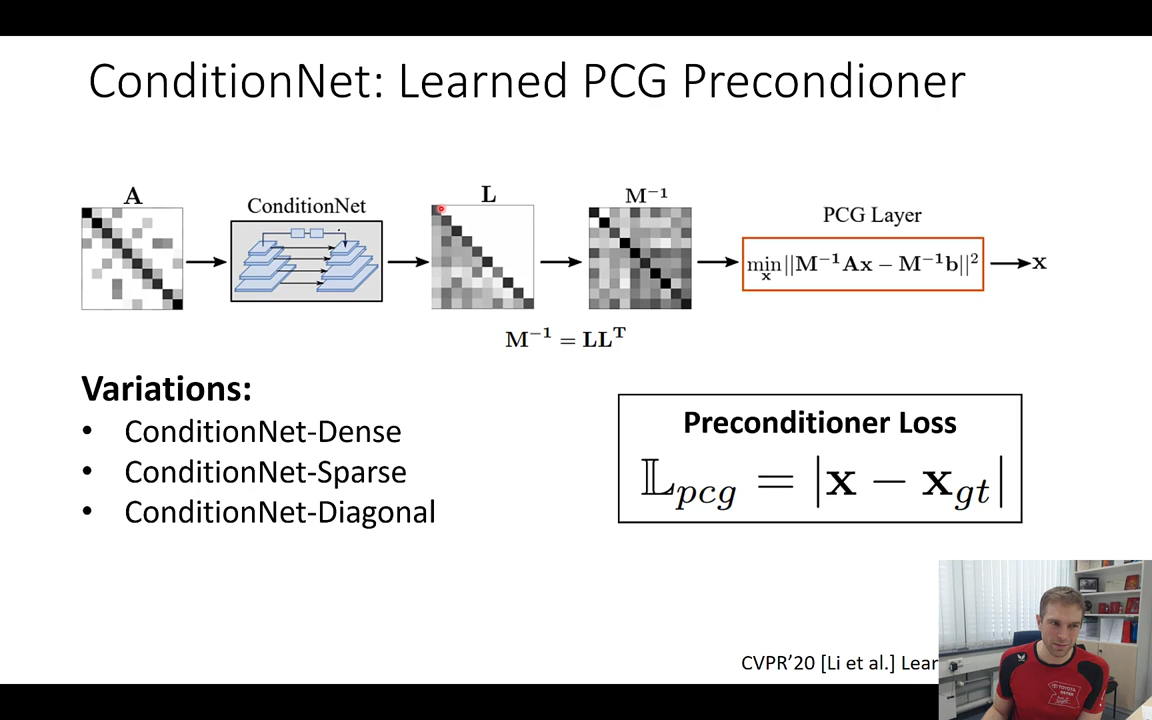 ConditionNet: Learned PCG Precondioner
A
ConditionNet
L
M⁻¹
PCG Layer
min ||M⁻¹Ax − M⁻¹b||²
x
x
M⁻¹ = LLᵀ
Variations:
• ConditionNet-Dense
• ConditionNet-Sparse
• ConditionNet-Diagonal
Preconditioner Loss
𝕃pcg = |x − xgt|
CVPR’20 [Li et al.] Lear
TOYOTA